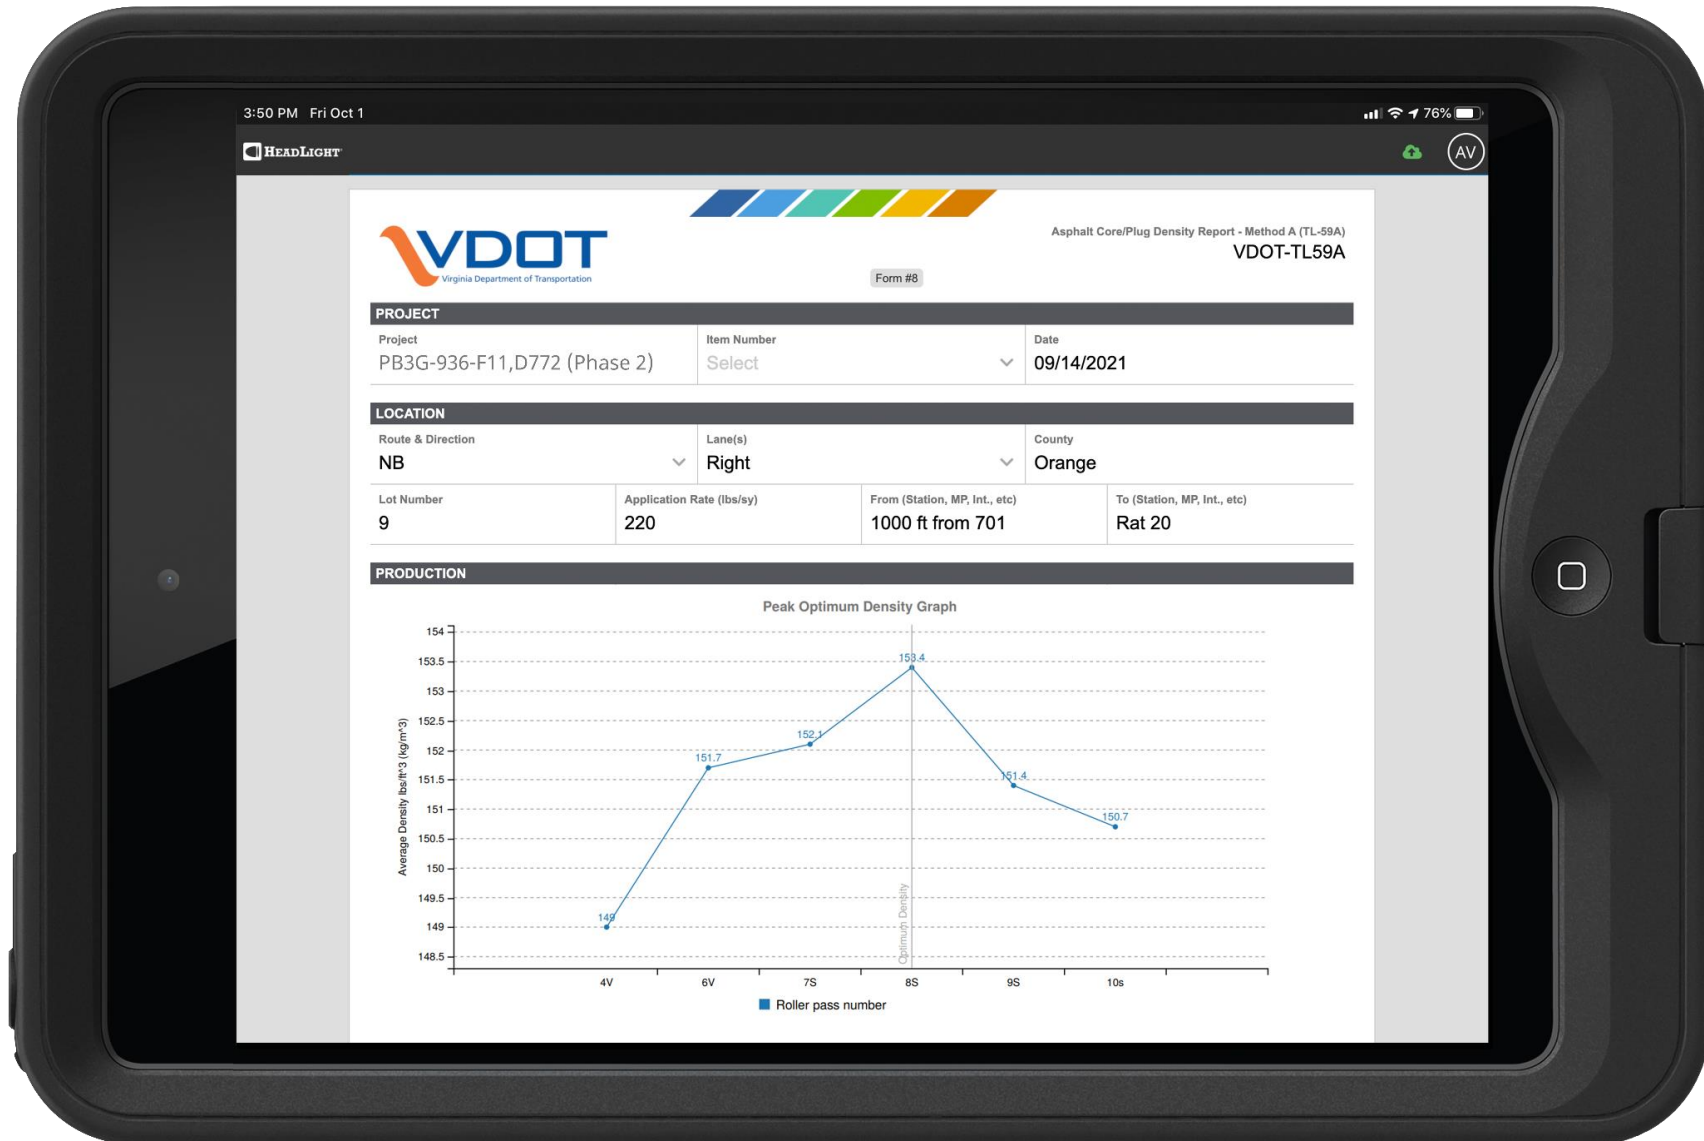 3:50 PM Fri Oct 1
76%
HEADLIGHT
AV
VDOT
Virginia Department of Transportation
Asphalt Core/Plug Density Report - Method A (TL-59A)
VDOT-TL59A
Form #8
PROJECT
Project Item Number Date
PB3G-936-F11,D772 (Phase 2) Select 09/14/2021
LOCATION
Route & Direction Lane(s) County
NB Right Orange
Lot Number Application Rate (lbs/sy) From (Station, MP, Int., etc) To (Station, MP, Int., etc)
9 220 1000 ft from 701 Rat 20
PRODUCTION
Peak Optimum Density Graph
Average Density lbs/ft^3 (kg/m^3)
154
153.5
153
152.5
152
151.5
151
150.5
150
149.5
149
148.5
149
151.7
152.1
153.4
151.4
150.7
Optimum Density
4V 6V 7S 8S 9S 10s
Roller pass number